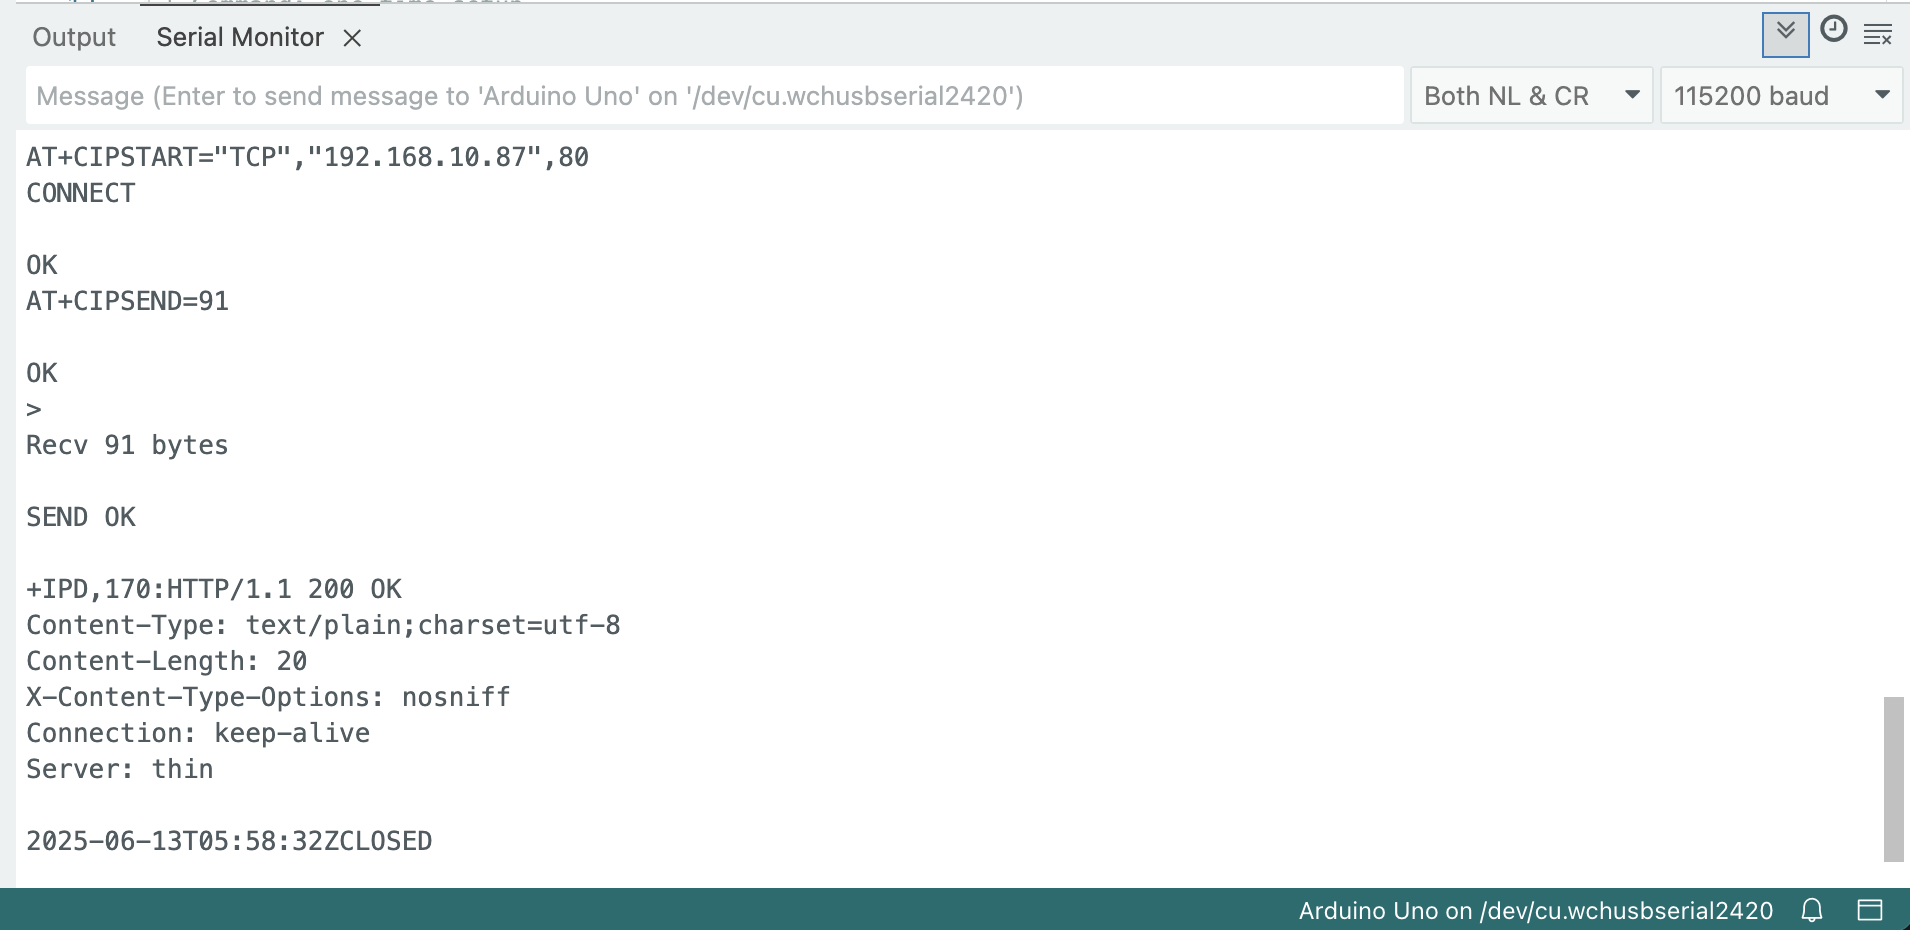 Output Serial Monitor
Message (Enter to send message to 'Arduino Uno' on '/dev/cu.wchusbserial2420')
Both NL & CR
115200 baud
AT+CIPSTART="TCP","192.168.10.87",80
CONNECT
OK
AT+CIPSEND=91
OK
>
Recv 91 bytes
SEND OK
+IPD,170:HTTP/1.1 200 OK
Content-Type: text/plain;charset=utf-8
Content-Length: 20
X-Content-Type-Options: nosniff
Connection: keep-alive
Server: thin
2025-06-13T05:58:32ZCLOSED
Arduino Uno on /dev/cu.wchusbserial2420